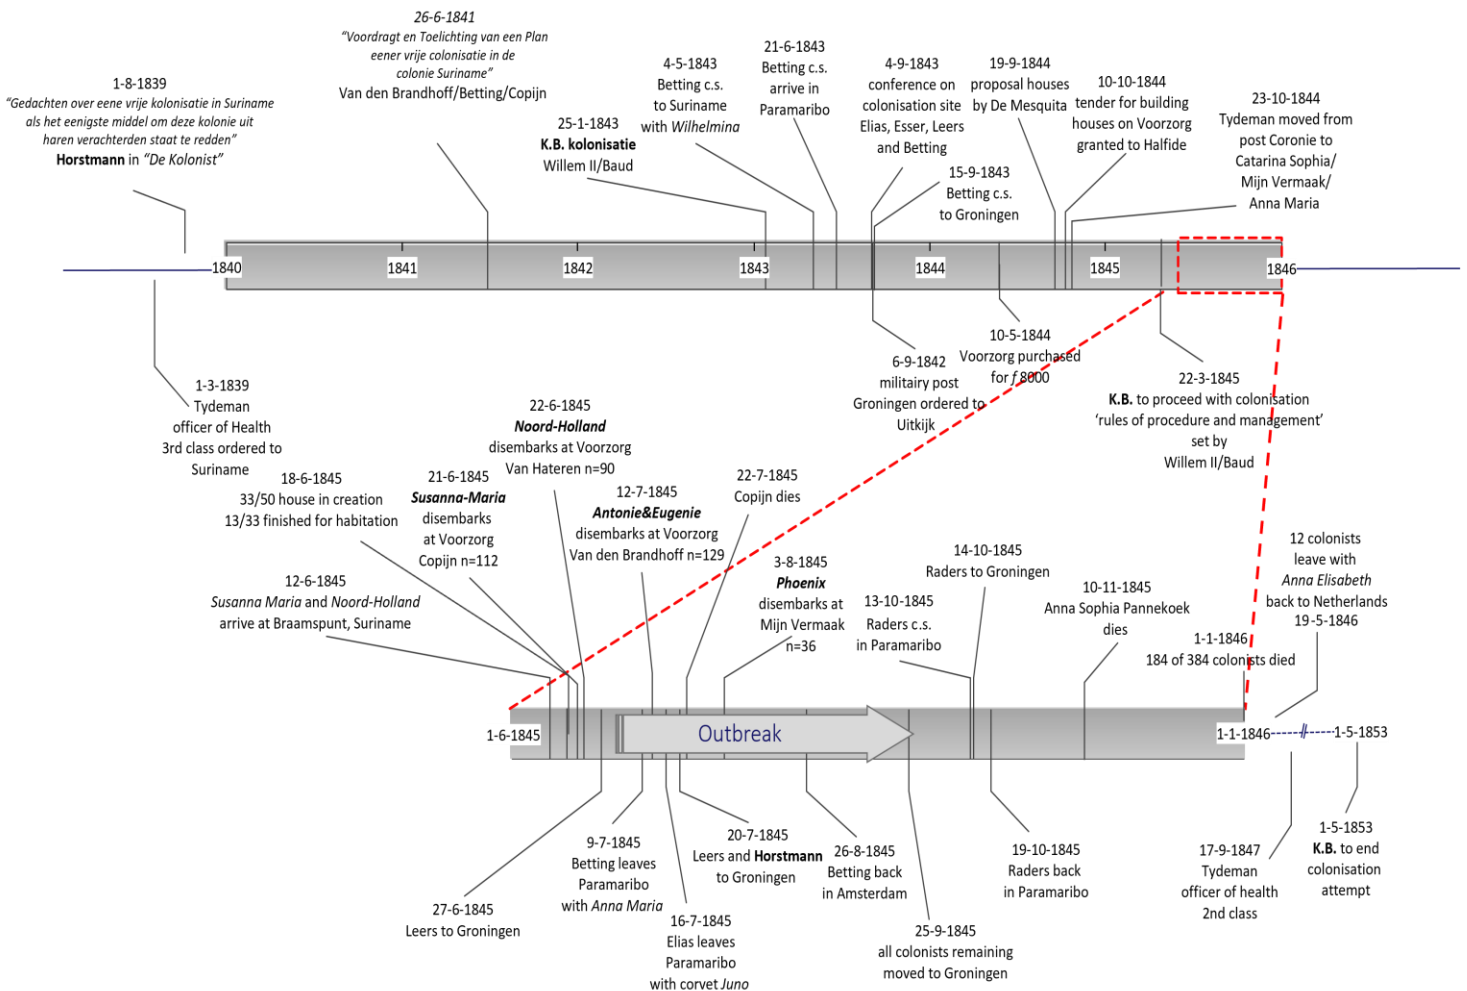 1-8-1839
“Gedachten over eene vrije kolonisatie in Suriname
als het eenigste middel om deze kolonie uit
haren verachterden staat te redden”
Horstmann in “De Kolonist”
26-6-1841
“Voordragt en Toelichting van een Plan
eener vrije colonisatie in de
colonie Suriname”
Van den Brandhoff/Betting/Copijn
25-1-1843
K.B. kolonisatie
Willem II/Baud
4-5-1843
Betting c.s.
to Suriname
with Wilhelmina
21-6-1843
Betting c.s.
arrive in
Paramaribo
4-9-1843
conference on
colonisation site
Elias, Esser, Leers
and Betting
15-9-1843
Betting c.s.
to Groningen
19-9-1844
proposal houses
by De Mesquita
10-10-1844
tender for building
houses on Voorzorg
granted to Halfide
23-10-1844
Tydeman moved from
post Coronie to
Catarina Sophia/
Mijn Vermaak/
Anna Maria
1840
1841
1842
1843
1844
1845
1846
1-3-1839
Tydeman
officer of Health
3rd class ordered to
Suriname
6-9-1842
militairy post
Groningen ordered to
Uitkijk
10-5-1844
Voorzorg purchased
for ƒ 8000
22-3-1845
K.B. to proceed with colonisation
‘rules of procedure and management’
set by
Willem II/Baud
12-6-1845
Susanna Maria and Noord-Holland
arrive at Braamspunt, Suriname
18-6-1845
33/50 house in creation
13/33 finished for habitation
21-6-1845
Susanna-Maria
disembarks
at Voorzorg
Copijn n=112
22-6-1845
Noord-Holland
disembarks at Voorzorg
Van Hateren n=90
12-7-1845
Antonie&Eugenie
disembarks at Voorzorg
Van den Brandhoff n=129
22-7-1845
Copijn dies
3-8-1845
Phoenix
disembarks at
Mijn Vermaak
n=36
13-10-1845
Raders c.s.
in Paramaribo
14-10-1845
Raders to Groningen
10-11-1845
Anna Sophia Pannekoek
dies
1-1-1846
184 of 384 colonists died
12 colonists
leave with
Anna Elisabeth
back to Netherlands
19-5-1846
1-6-1845
Outbreak
1-1-1846
1-5-1853
27-6-1845
Leers to Groningen
9-7-1845
Betting leaves
Paramaribo
with Anna Maria
16-7-1845
Elias leaves
Paramaribo
with corvet Juno
20-7-1845
Leers and Horstmann
to Groningen
26-8-1845
Betting back
in Amsterdam
25-9-1845
all colonists remaining
moved to Groningen
19-10-1845
Raders back
in Paramaribo
17-9-1847
Tydeman
officer of health
2nd class
1-5-1853
K.B. to end
colonisation
attempt